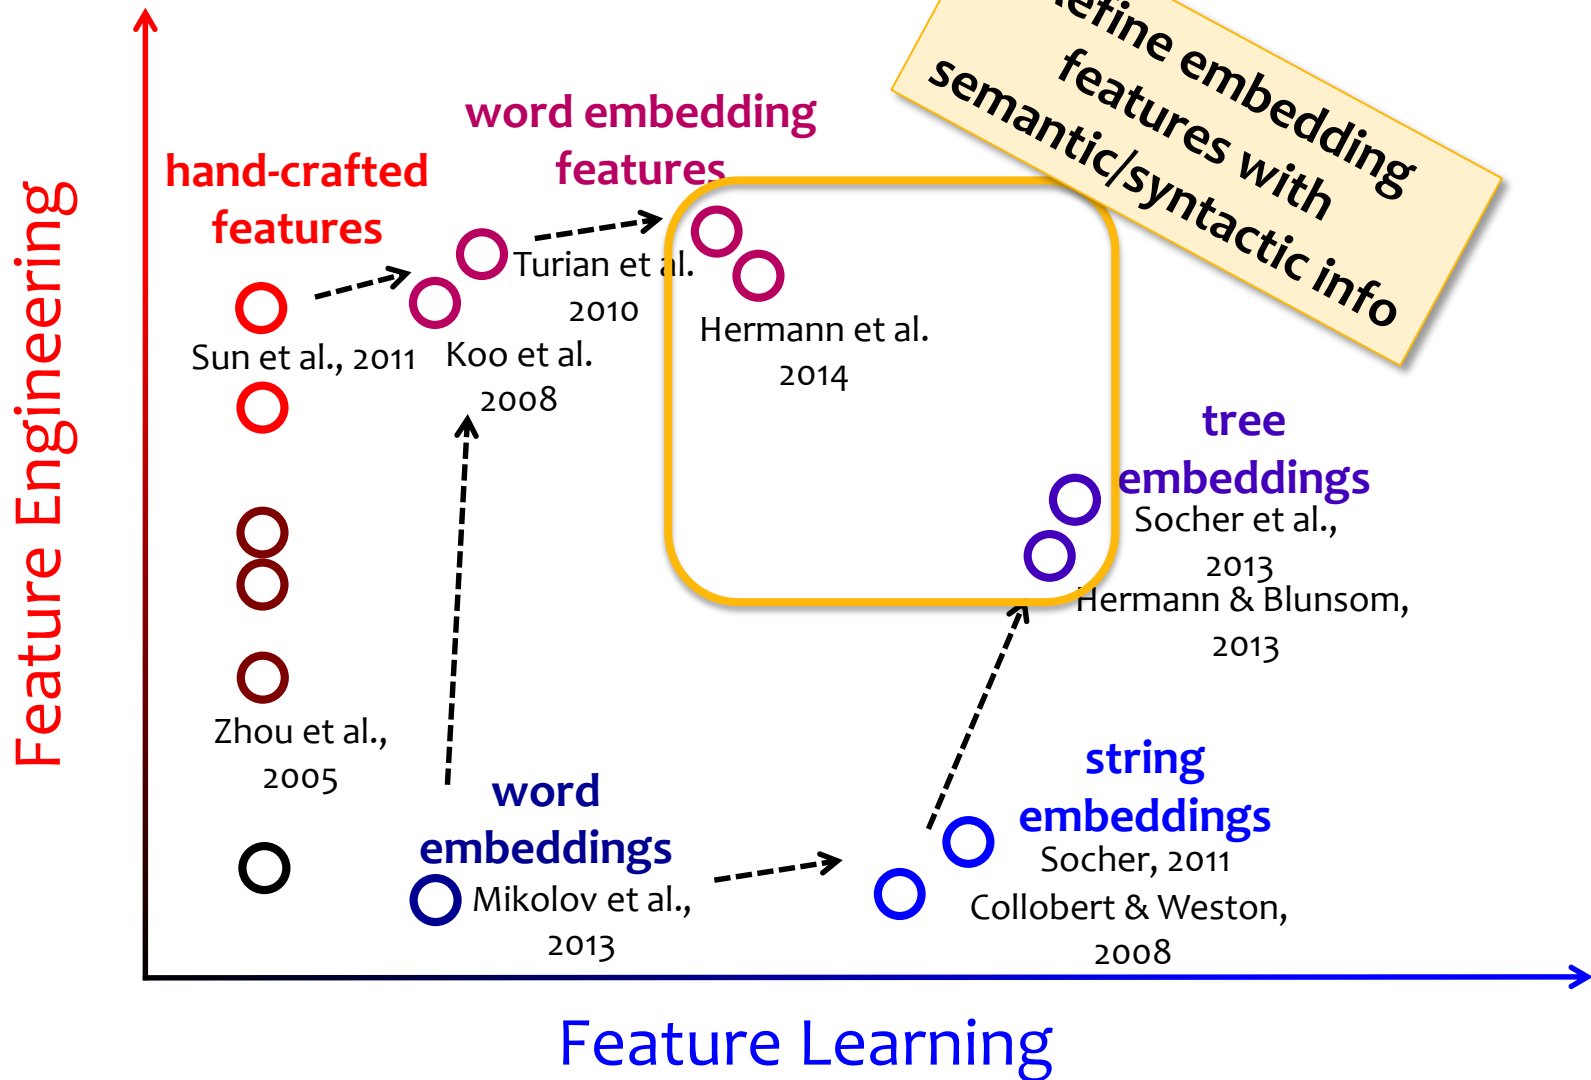 Feature Engineering
efine embedding
features with
semantic/syntactic info
word embedding
features
hand-crafted
features
Turian et al.
2010
Hermann et al.
2014
Sun et al., 2011
Koo et al.
2008
tree
embeddings
Socher et al.,
2013
Hermann & Blunsom,
2013
Zhou et al.,
2005
word
embeddings
Mikolov et al.,
2013
string
embeddings
Socher, 2011
Collobert & Weston,
2008
Feature Learning